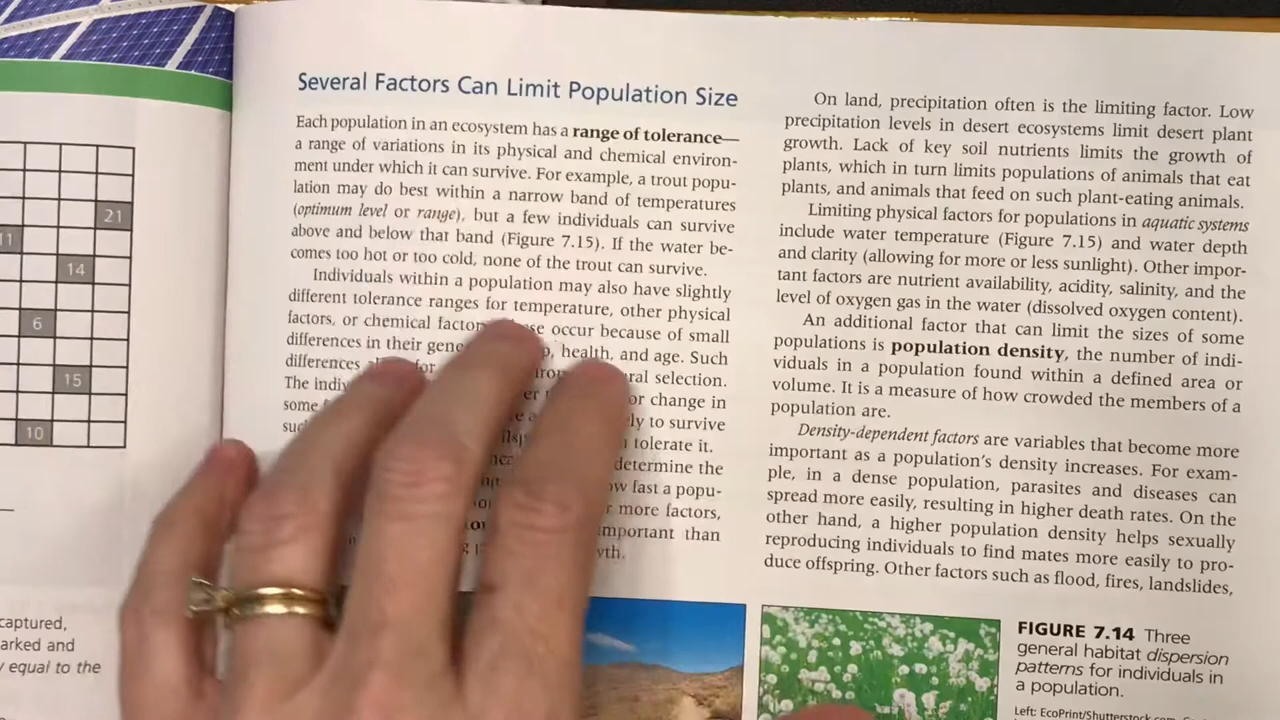 21
11
14
6
15
10
captured,
arked and
equal to the
Several Factors Can Limit Population Size
Each population in an ecosystem has a range of tolerance—
a range of variations in its physical and chemical environ-
ment under which it can survive. For example, a trout popu-
lation may do best within a narrow band of temperatures
(optimum level or range), but a few individuals can survive
above and below that band (Figure 7.15). If the water be-
comes too hot or too cold, none of the trout can survive.
Individuals within a population may also have slightly
different tolerance ranges for temperature, other physical
factors, or chemical occur because of small
differences in their health, and age. Such
differences selection.
The or change in
some to survive
tolerate it.
determine the
fast a popu-
more factors,
important than
On land, precipitation often is the limiting factor. Low
precipitation levels in desert ecosystems limit desert plant
growth. Lack of key soil nutrients limits the growth of
plants, which in turn limits populations of animals that eat
plants, and animals that feed on such plant-eating animals.
Limiting physical factors for populations in aquatic systems
include water temperature (Figure 7.15) and water depth
and clarity (allowing for more or less sunlight). Other impor-
tant factors are nutrient availability, acidity, salinity, and the
level of oxygen gas in the water (dissolved oxygen content).
An additional factor that can limit the sizes of some
populations is population density, the number of indi-
viduals in a population found within a defined area or
volume. It is a measure of how crowded the members of a
population are.
Density-dependent factors are variables that become more
important as a population's density increases. For exam-
ple, in a dense population, parasites and diseases can
spread more easily, resulting in higher death rates. On the
other hand, a higher population density helps sexually
reproducing individuals to find mates more easily to pro-
duce offspring. Other factors such as flood, fires, landslides,
FIGURE 7.14 Three
general habitat dispersion
patterns for individuals in
a population.
Left: EcoPrint/Shutterstock.com.